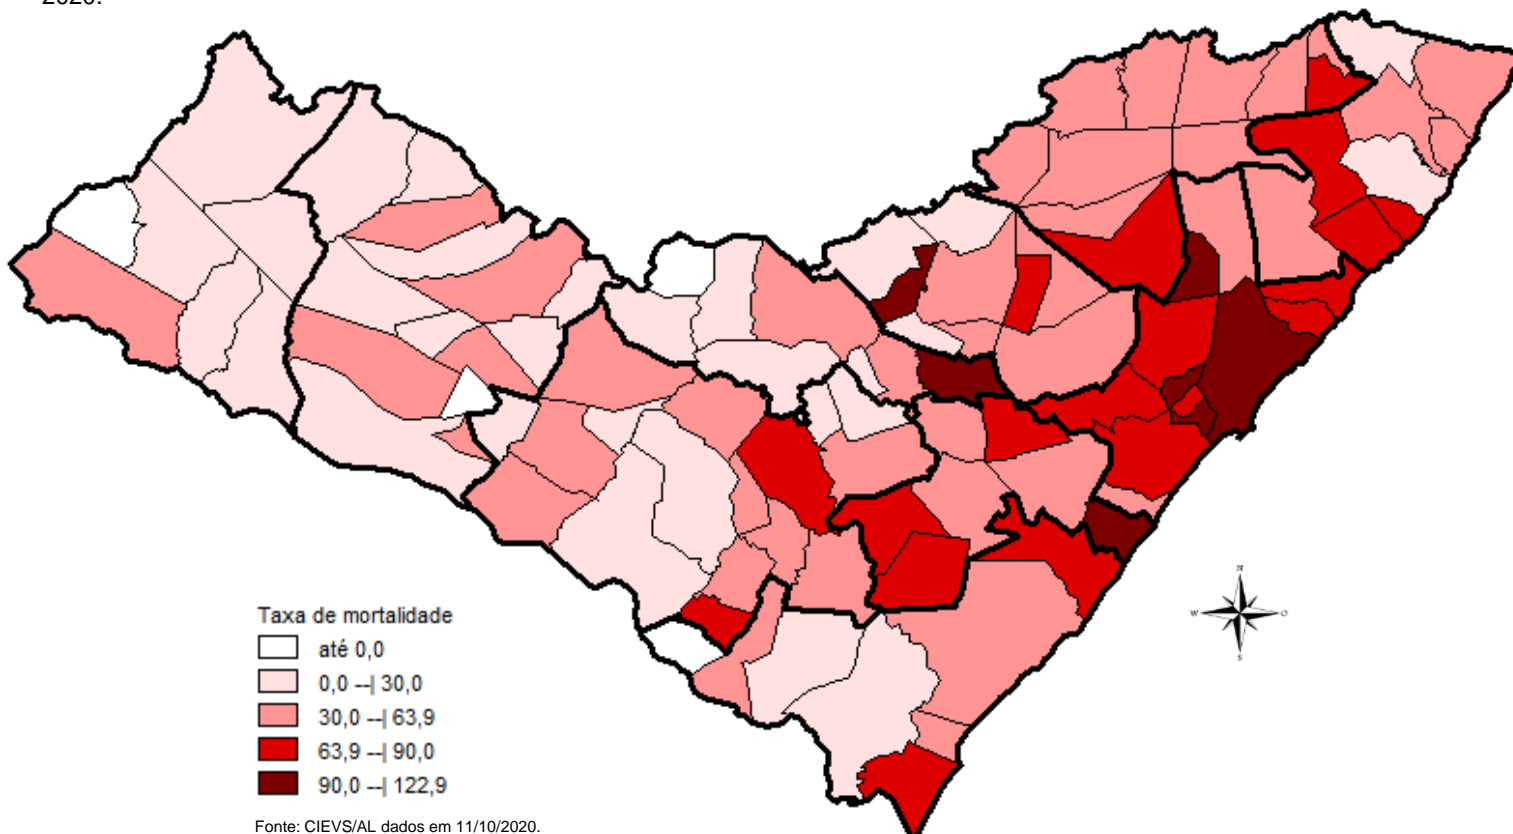 2020.
N
W
O
S
Taxa de mortalidade
até 0,0
0,0 --| 30,0
30,0 --| 63,9
63,9 --| 90,0
90,0 --| 122,9
Fonte: CIEVS/AL dados em 11/10/2020.